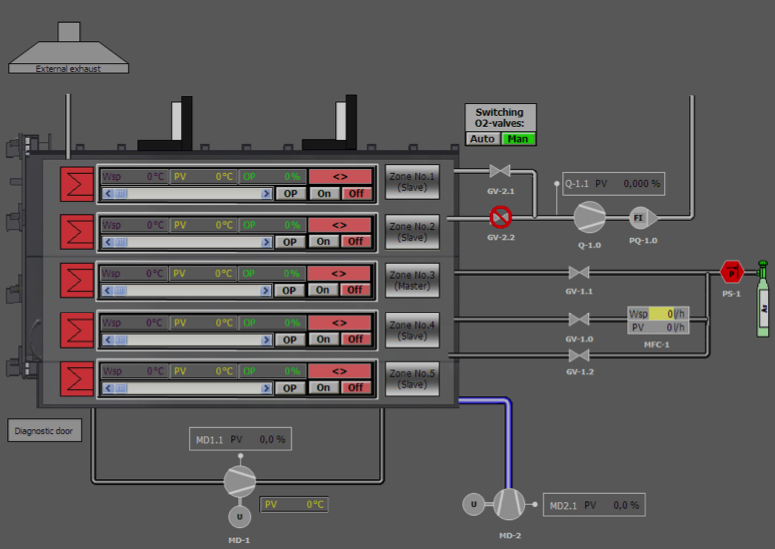 External exhaust
Switching
O2-valves:
Auto Man
Wsp 0°C PV 0°C OP 0% <>
OP On Off
Zone No.1
(Slave)
GV-2.1
Q-1.1 PV 0,000 %
Wsp 0°C PV 0°C OP 0% <>
OP On Off
Zone No.2
(Slave)
GV-2.2
Q-1.0
FI
PQ-1.0
Wsp 0°C PV 0°C OP 0% <>
OP On Off
Zone No.3
(Master)
GV-1.1
P
PS-1
Ar
Wsp 0°C PV 0°C OP 0% <>
OP On Off
Zone No.4
(Slave)
GV-1.0
Wsp 0 l/h
PV 0 l/h
MFC-1
Wsp 0°C PV 0°C OP 0% <>
OP On Off
Zone No.5
(Slave)
GV-1.2
Diagnostic door
MD1.1 PV 0,0 %
PV 0°C
U
MD-1
U
MD2.1 PV 0,0 %
MD-2